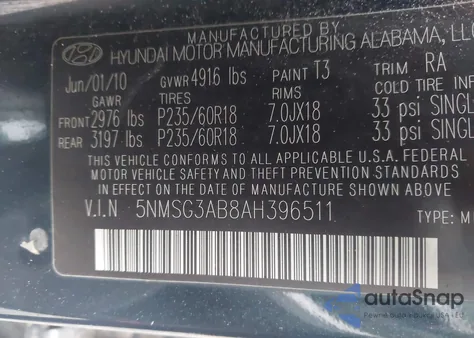 MANUFACTURED BY
HYUNDAI MOTOR MANUFACTURING ALABAMA, LLC
Jun/01/10 GVWR 4916 lbs PAINT T3 TRIM RA
GAWR TIRES RIMS COLD TIRE
FRONT 2976 lbs P235/60R18 7.0JX18 33 psi SINGL
REAR 3197 lbs P235/60R18 7.0JX18 33 psi SINGL
THIS VEHICLE CONFORMS TO ALL APPLICABLE U.S.A. FEDERAL
MOTOR VEHICLE SAFETY AND THEFT PREVENTION STANDARDS
IN EFFECT ON THE DATE OF MANUFACTURE SHOWN ABOVE.
V.I.N 5NMSG3AB8AH396511
TYPE: M
autoSnap